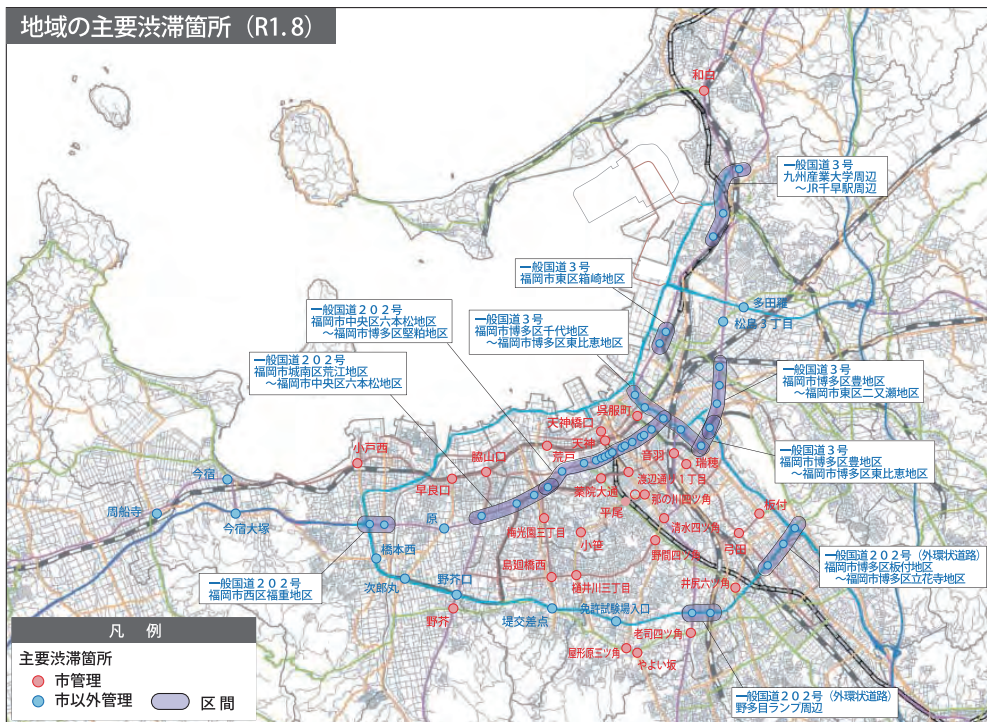 地域の主要渋滞箇所（R1.8）
和白
一般国道３号
九州産業大学周辺
～JR千早駅周辺
一般国道３号
福岡市東区箱崎地区
多田羅
松島３丁目
一般国道２０２号
福岡市中央区六本松地区
～福岡市博多区堅粕地区
一般国道３号
福岡市博多区千代地区
～福岡市博多区東比恵地区
一般国道２０２号
福岡市城南区荒江地区
～福岡市中央区六本松地区
一般国道３号
福岡市博多区豊地区
～福岡市東区二又瀬地区
一般国道３号
福岡市博多区豊地区
～福岡市博多区東比恵地区
呉服町
天神橋口
天神
荒戸
小戸西
脇山口
早良口
音羽
瑞穂
渡辺通り１丁目
薬院大通
那の川四ツ角
平尾
板付
今宿
周船寺
今宿大塚
原
梅光園三丁目
小笹
清水四ツ角
野間四ツ角
弓田
橋本西
次郎丸
野芥口
野芥
島廻橋西
樋井川三丁目
井尻六ツ角
堤交差点
免許試験場入口
老司四ツ角
屋形原三ツ角
やよい坂
一般国道２０２号
福岡市西区福重地区
一般国道２０２号（外環状道路）
福岡市博多区板付地区
～福岡市博多区立花寺地区
一般国道２０２号（外環状道路）
野多目ランプ周辺
凡例
主要渋滞箇所
市管理
市以外管理
区間